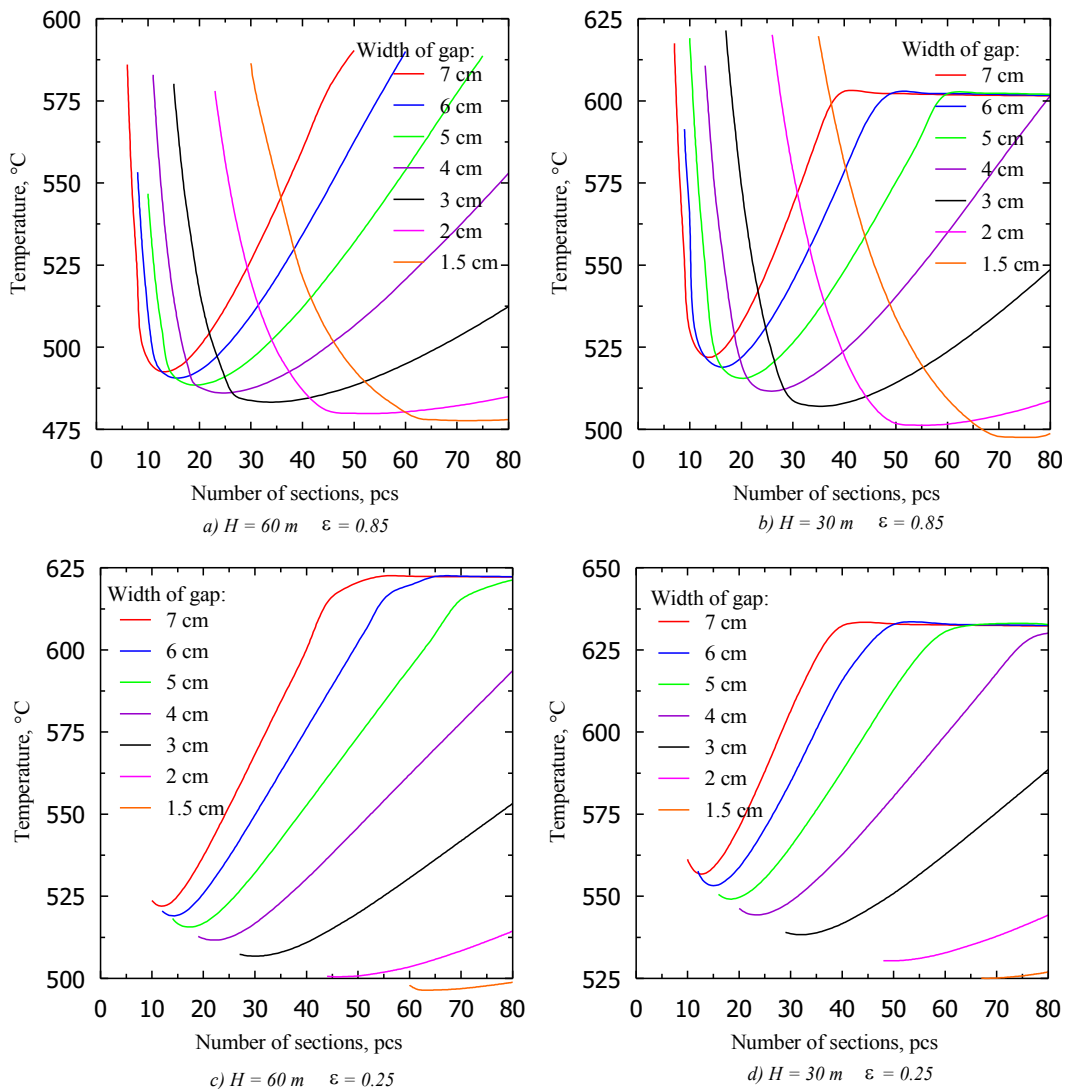 600
575
550
525
500
475
Temperature, °C
Width of gap:
7 cm
6 cm
5 cm
4 cm
3 cm
2 cm
1.5 cm
0 10 20 30 40 50 60 70 80
Number of sections, pcs
a) H = 60 m ε = 0.85
625
600
575
550
525
500
Temperature, °C
Width of gap:
7 cm
6 cm
5 cm
4 cm
3 cm
2 cm
1.5 cm
0 10 20 30 40 50 60 70 80
Number of sections, pcs
b) H = 30 m ε = 0.85
625
600
575
550
525
500
Temperature, °C
Width of gap:
7 cm
6 cm
5 cm
4 cm
3 cm
2 cm
1.5 cm
0 10 20 30 40 50 60 70 80
Number of sections, pcs
c) H = 60 m ε = 0.25
650
625
600
575
550
525
Temperature, °C
Width of gap:
7 cm
6 cm
5 cm
4 cm
3 cm
2 cm
1.5 cm
0 10 20 30 40 50 60 70 80
Number of sections, pcs
d) H = 30 m ε = 0.25